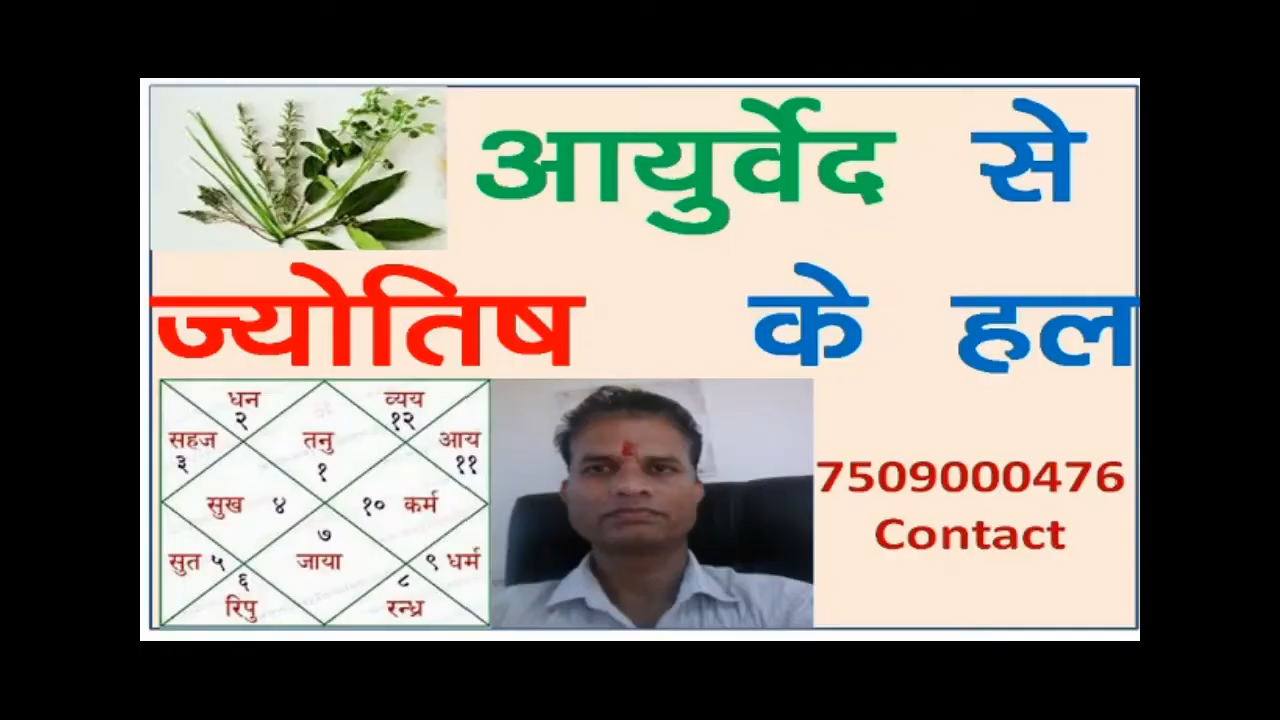 आयुर्वेद से
ज्योतिष के हल
धन
२
व्यय
१२
सहज
३
तनु
१
आय
११
सुख ४
१० कर्म
७
जाया
सुत ५
९ धर्म
६
रिपु
८
रन्ध्र
7509000476
Contact